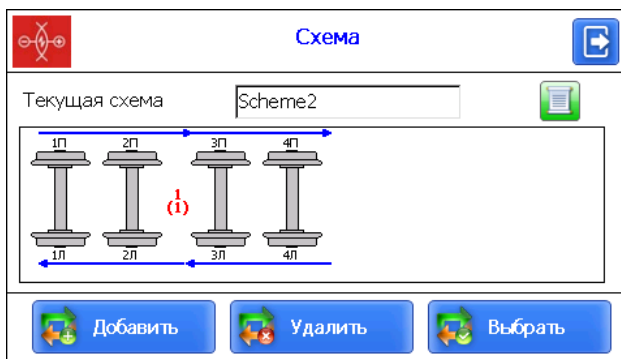 Схема
Текущая схема Scheme2
1П 2П 3П 4П
1
(1)
1Л 2Л 3Л 4Л
Добавить Удалить Выбрать